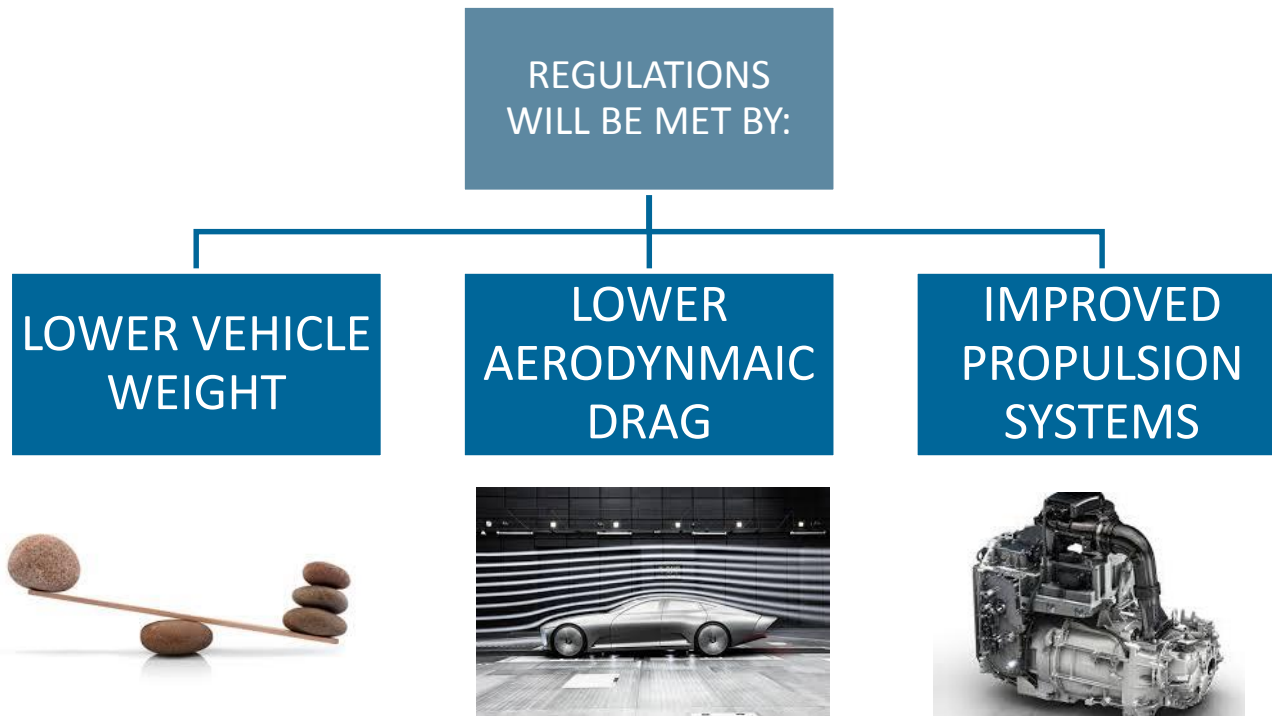 REGULATIONS
WILL BE MET BY:
LOWER VEHICLE
WEIGHT
LOWER
AERODYNMAIC
DRAG
IMPROVED
PROPULSION
SYSTEMS